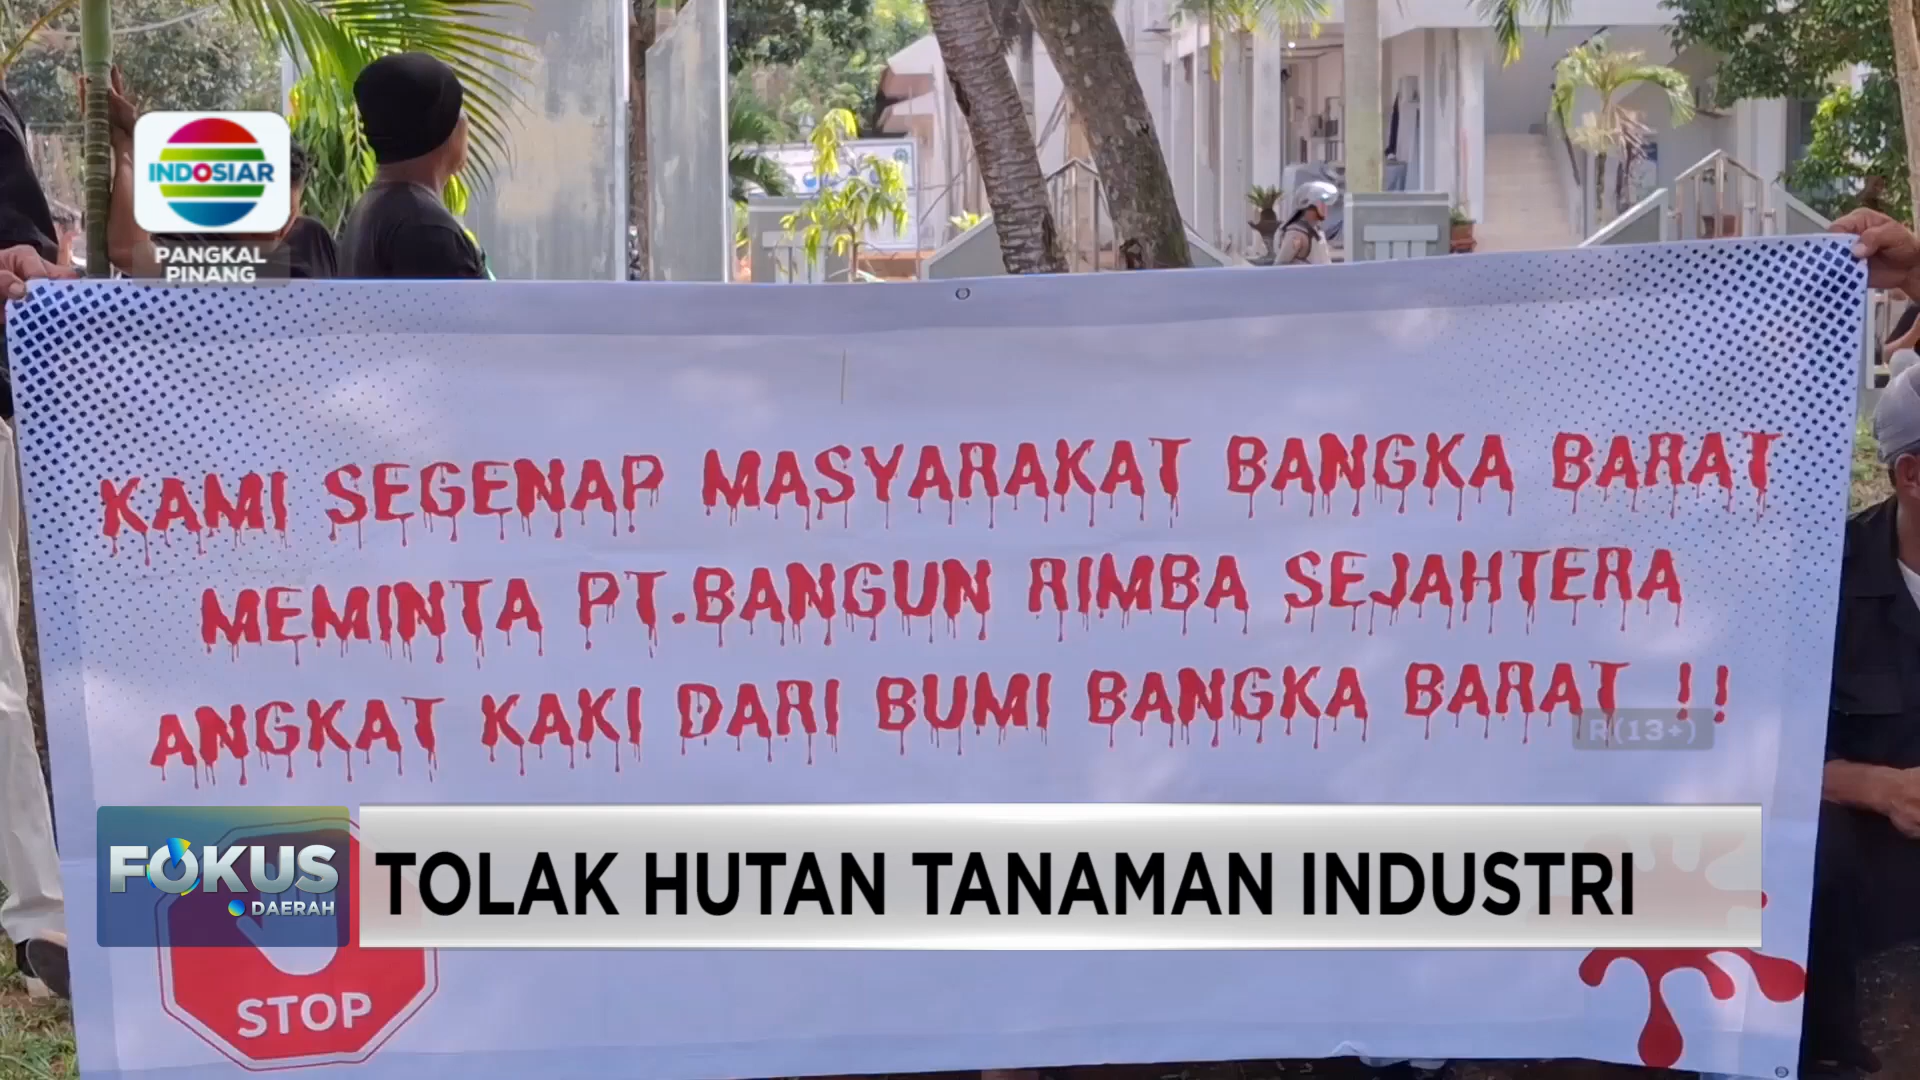 INDOSIAR
PANGKAL
PINANG
KAMI SEGENAP MASYARAKAT BANGKA BARAT
MEMINTA PT.BANGUN RIMBA SEJAHTERA
ANGKAT KAKI DARI BUMI BANGKA BARAT !!
R(13+)
FOKUS
DAERAH
TOLAK HUTAN TANAMAN INDUSTRI
STOP